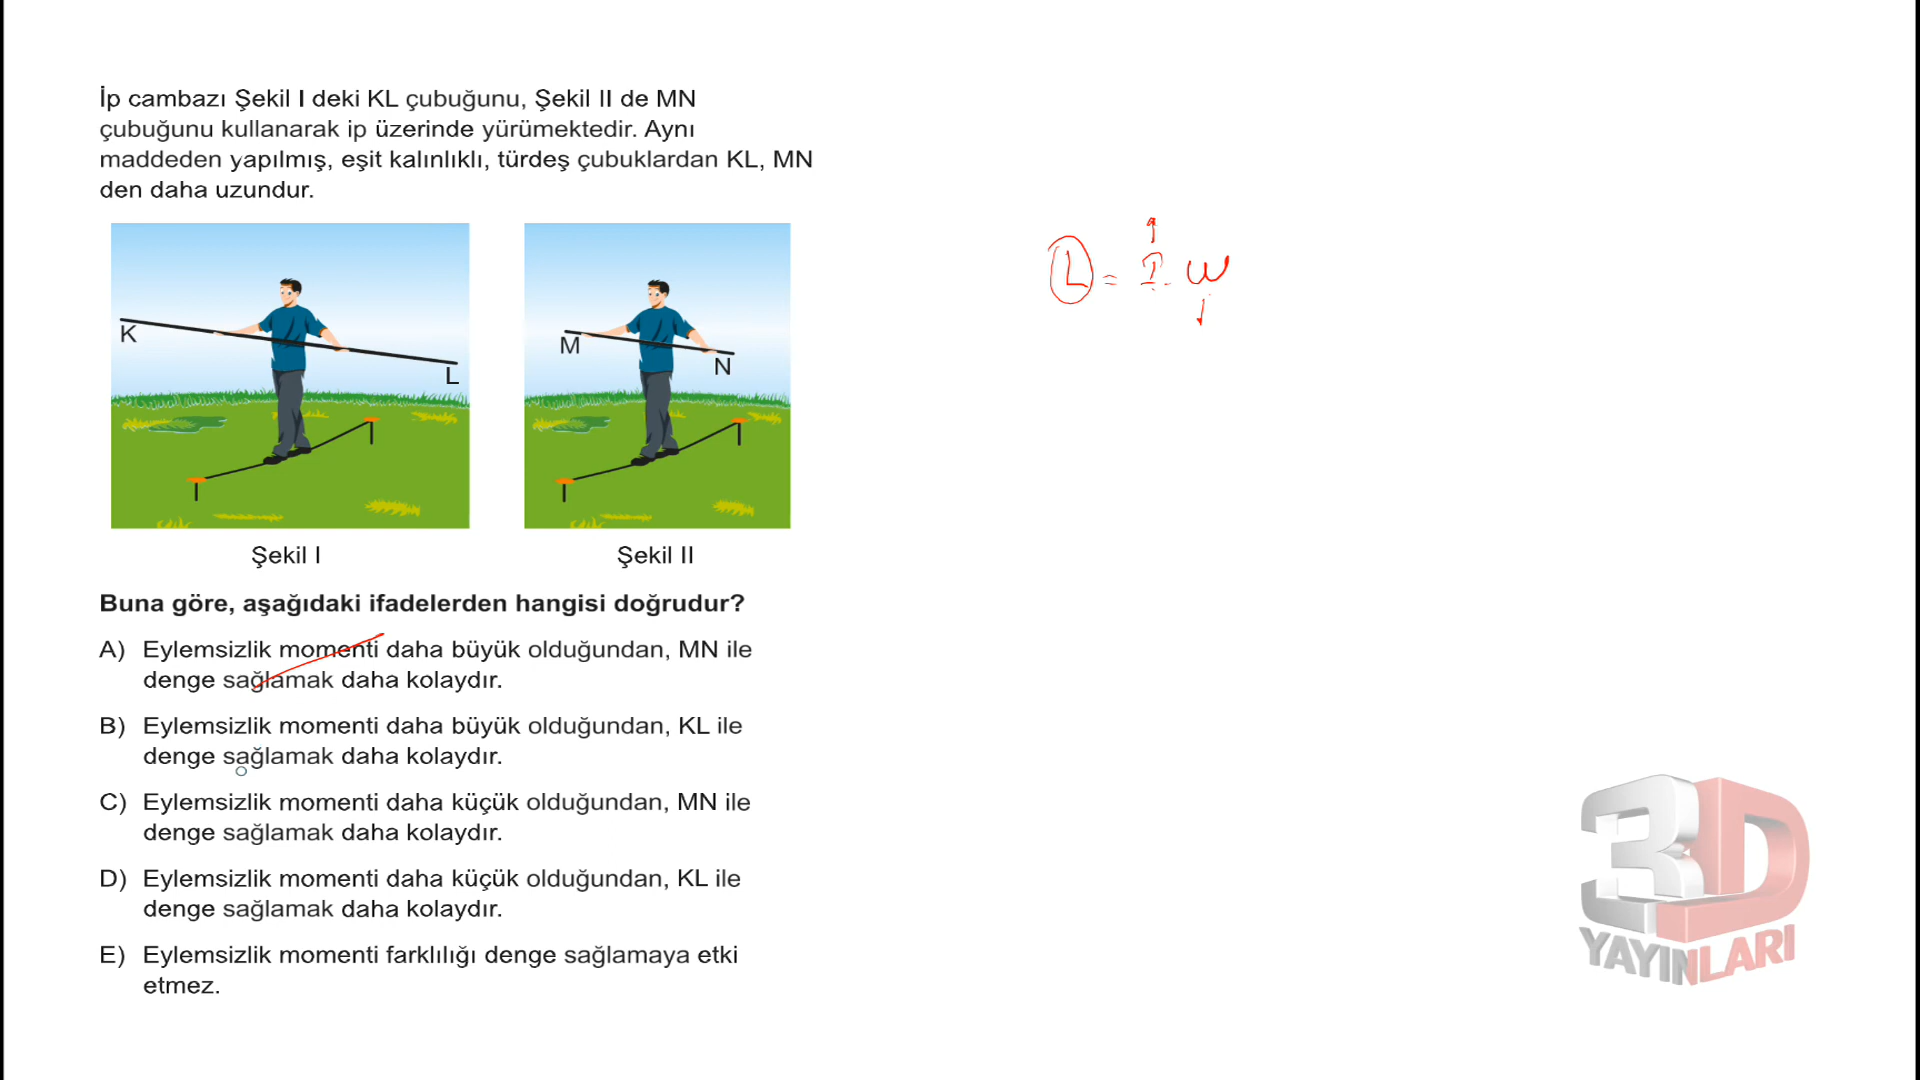 İp cambazı Şekil I deki KL çubuğunu, Şekil II de MN
çubuğunu kullanarak ip üzerinde yürümektedir. Aynı
maddeden yapılmış, eşit kalınlıklı, türdeş çubuklardan KL, MN
den daha uzundur.
K
L
M
N
Şekil I
Şekil II
L = I . ω
Buna göre, aşağıdaki ifadelerden hangisi doğrudur?
A) Eylemsizlik momenti daha büyük olduğundan, MN ile
denge sağlamak daha kolaydır.
B) Eylemsizlik momenti daha büyük olduğundan, KL ile
denge sağlamak daha kolaydır.
C) Eylemsizlik momenti daha küçük olduğundan, MN ile
denge sağlamak daha kolaydır.
D) Eylemsizlik momenti daha küçük olduğundan, KL ile
denge sağlamak daha kolaydır.
E) Eylemsizlik momenti farklılığı denge sağlamaya etki
etmez.
3D
YAYINLARI